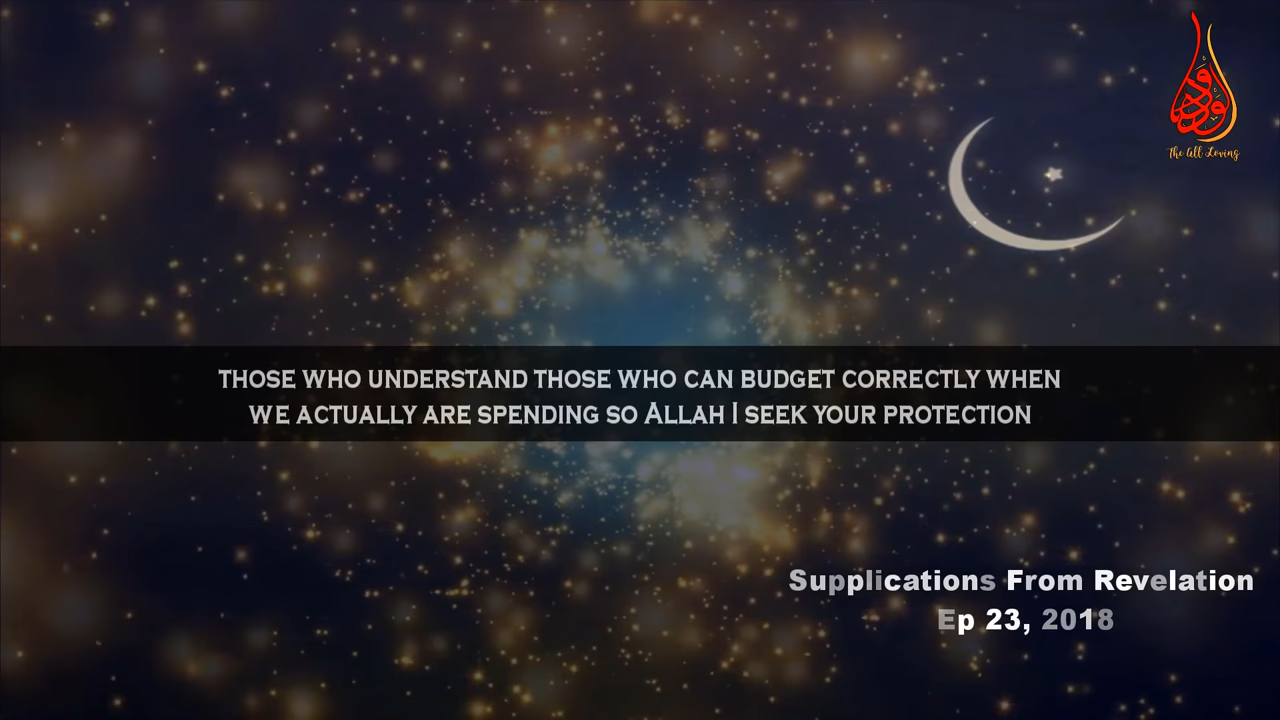 الودود
The All Loving
THOSE WHO UNDERSTAND THOSE WHO CAN BUDGET CORRECTLY WHEN
WE ACTUALLY ARE SPENDING SO ALLAH I SEEK YOUR PROTECTION
Supplications From Revelation
Ep 23, 2018